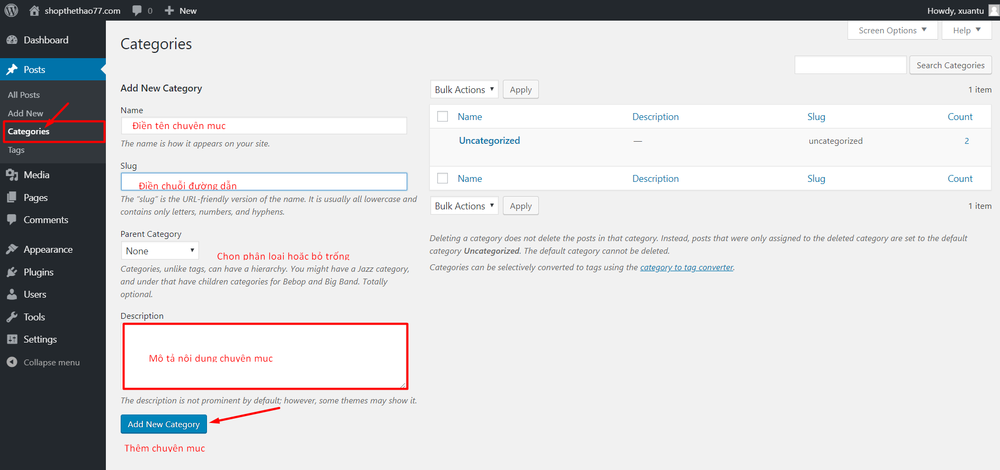 shopthethao77.com
0
New
Howdy, xuantu
Dashboard
Posts
All Posts
Add New
Categories
Tags
Media
Pages
Comments
Appearance
Plugins
Users
Tools
Settings
Collapse menu
Screen Options
Help
Categories
Search Categories
Add New Category
Name
Điền tên chuyên mục
The name is how it appears on your site.
Slug
Điền chuỗi đường dẫn
The “slug” is the URL-friendly version of the name. It is usually all lowercase and
contains only letters, numbers, and hyphens.
Parent Category
None
Chọn phân loại hoặc bỏ trống
Categories, unlike tags, can have a hierarchy. You might have a Jazz category,
and under that have children categories for Bebop and Big Band. Totally
optional.
Description
Mô tả nội dung chuyên mục
The description is not prominent by default; however, some themes may show it.
Add New Category
Thêm chuyên mục
Bulk Actions Apply 1 item
Name Description Slug Count
Uncategorized — uncategorized 2
Name Description Slug Count
Bulk Actions Apply 1 item
Deleting a category does not delete the posts in that category. Instead, posts that were only assigned to the deleted category are set to the default
category Uncategorized. The default category cannot be deleted.
Categories can be selectively converted to tags using the category to tag converter.